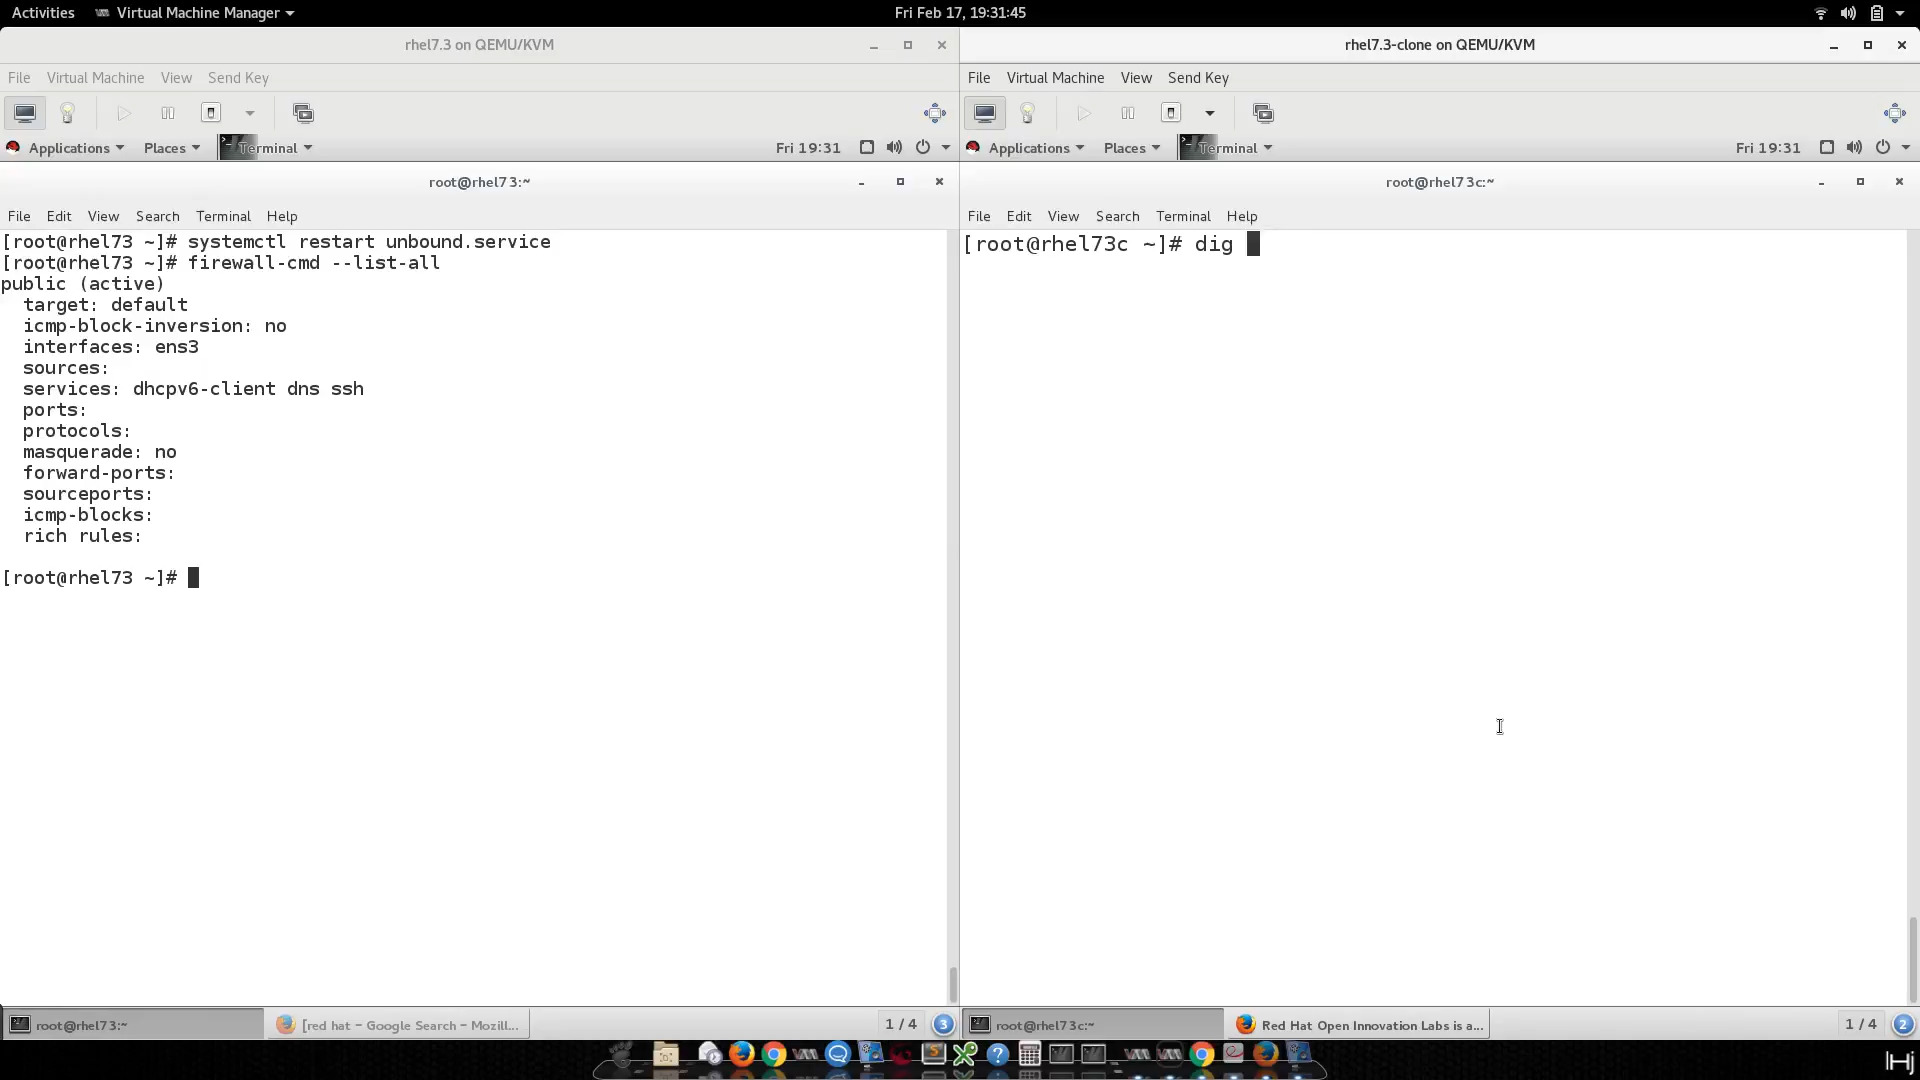 Activities Virtual Machine Manager Fri Feb 17, 19:31:45
rhel7.3 on QEMU/KVM
File Virtual Machine View Send Key
Applications Places Terminal Fri 19:31
root@rhel73:~
File Edit View Search Terminal Help
[root@rhel73 ~]# systemctl restart unbound.service
[root@rhel73 ~]# firewall-cmd --list-all
public (active)
  target: default
  icmp-block-inversion: no
  interfaces: ens3
  sources:
  services: dhcpv6-client dns ssh
  ports:
  protocols:
  masquerade: no
  forward-ports:
  sourceports:
  icmp-blocks:
  rich rules:
[root@rhel73 ~]#
root@rhel73:~ [red hat – Google Search – Mozill... 1 / 4 3
rhel7.3-clone on QEMU/KVM
File Virtual Machine View Send Key
Applications Places Terminal Fri 19:31
root@rhel73c:~
File Edit View Search Terminal Help
[root@rhel73c ~]# dig
root@rhel73c:~ Red Hat Open Innovation Labs is a... 1 / 4 2